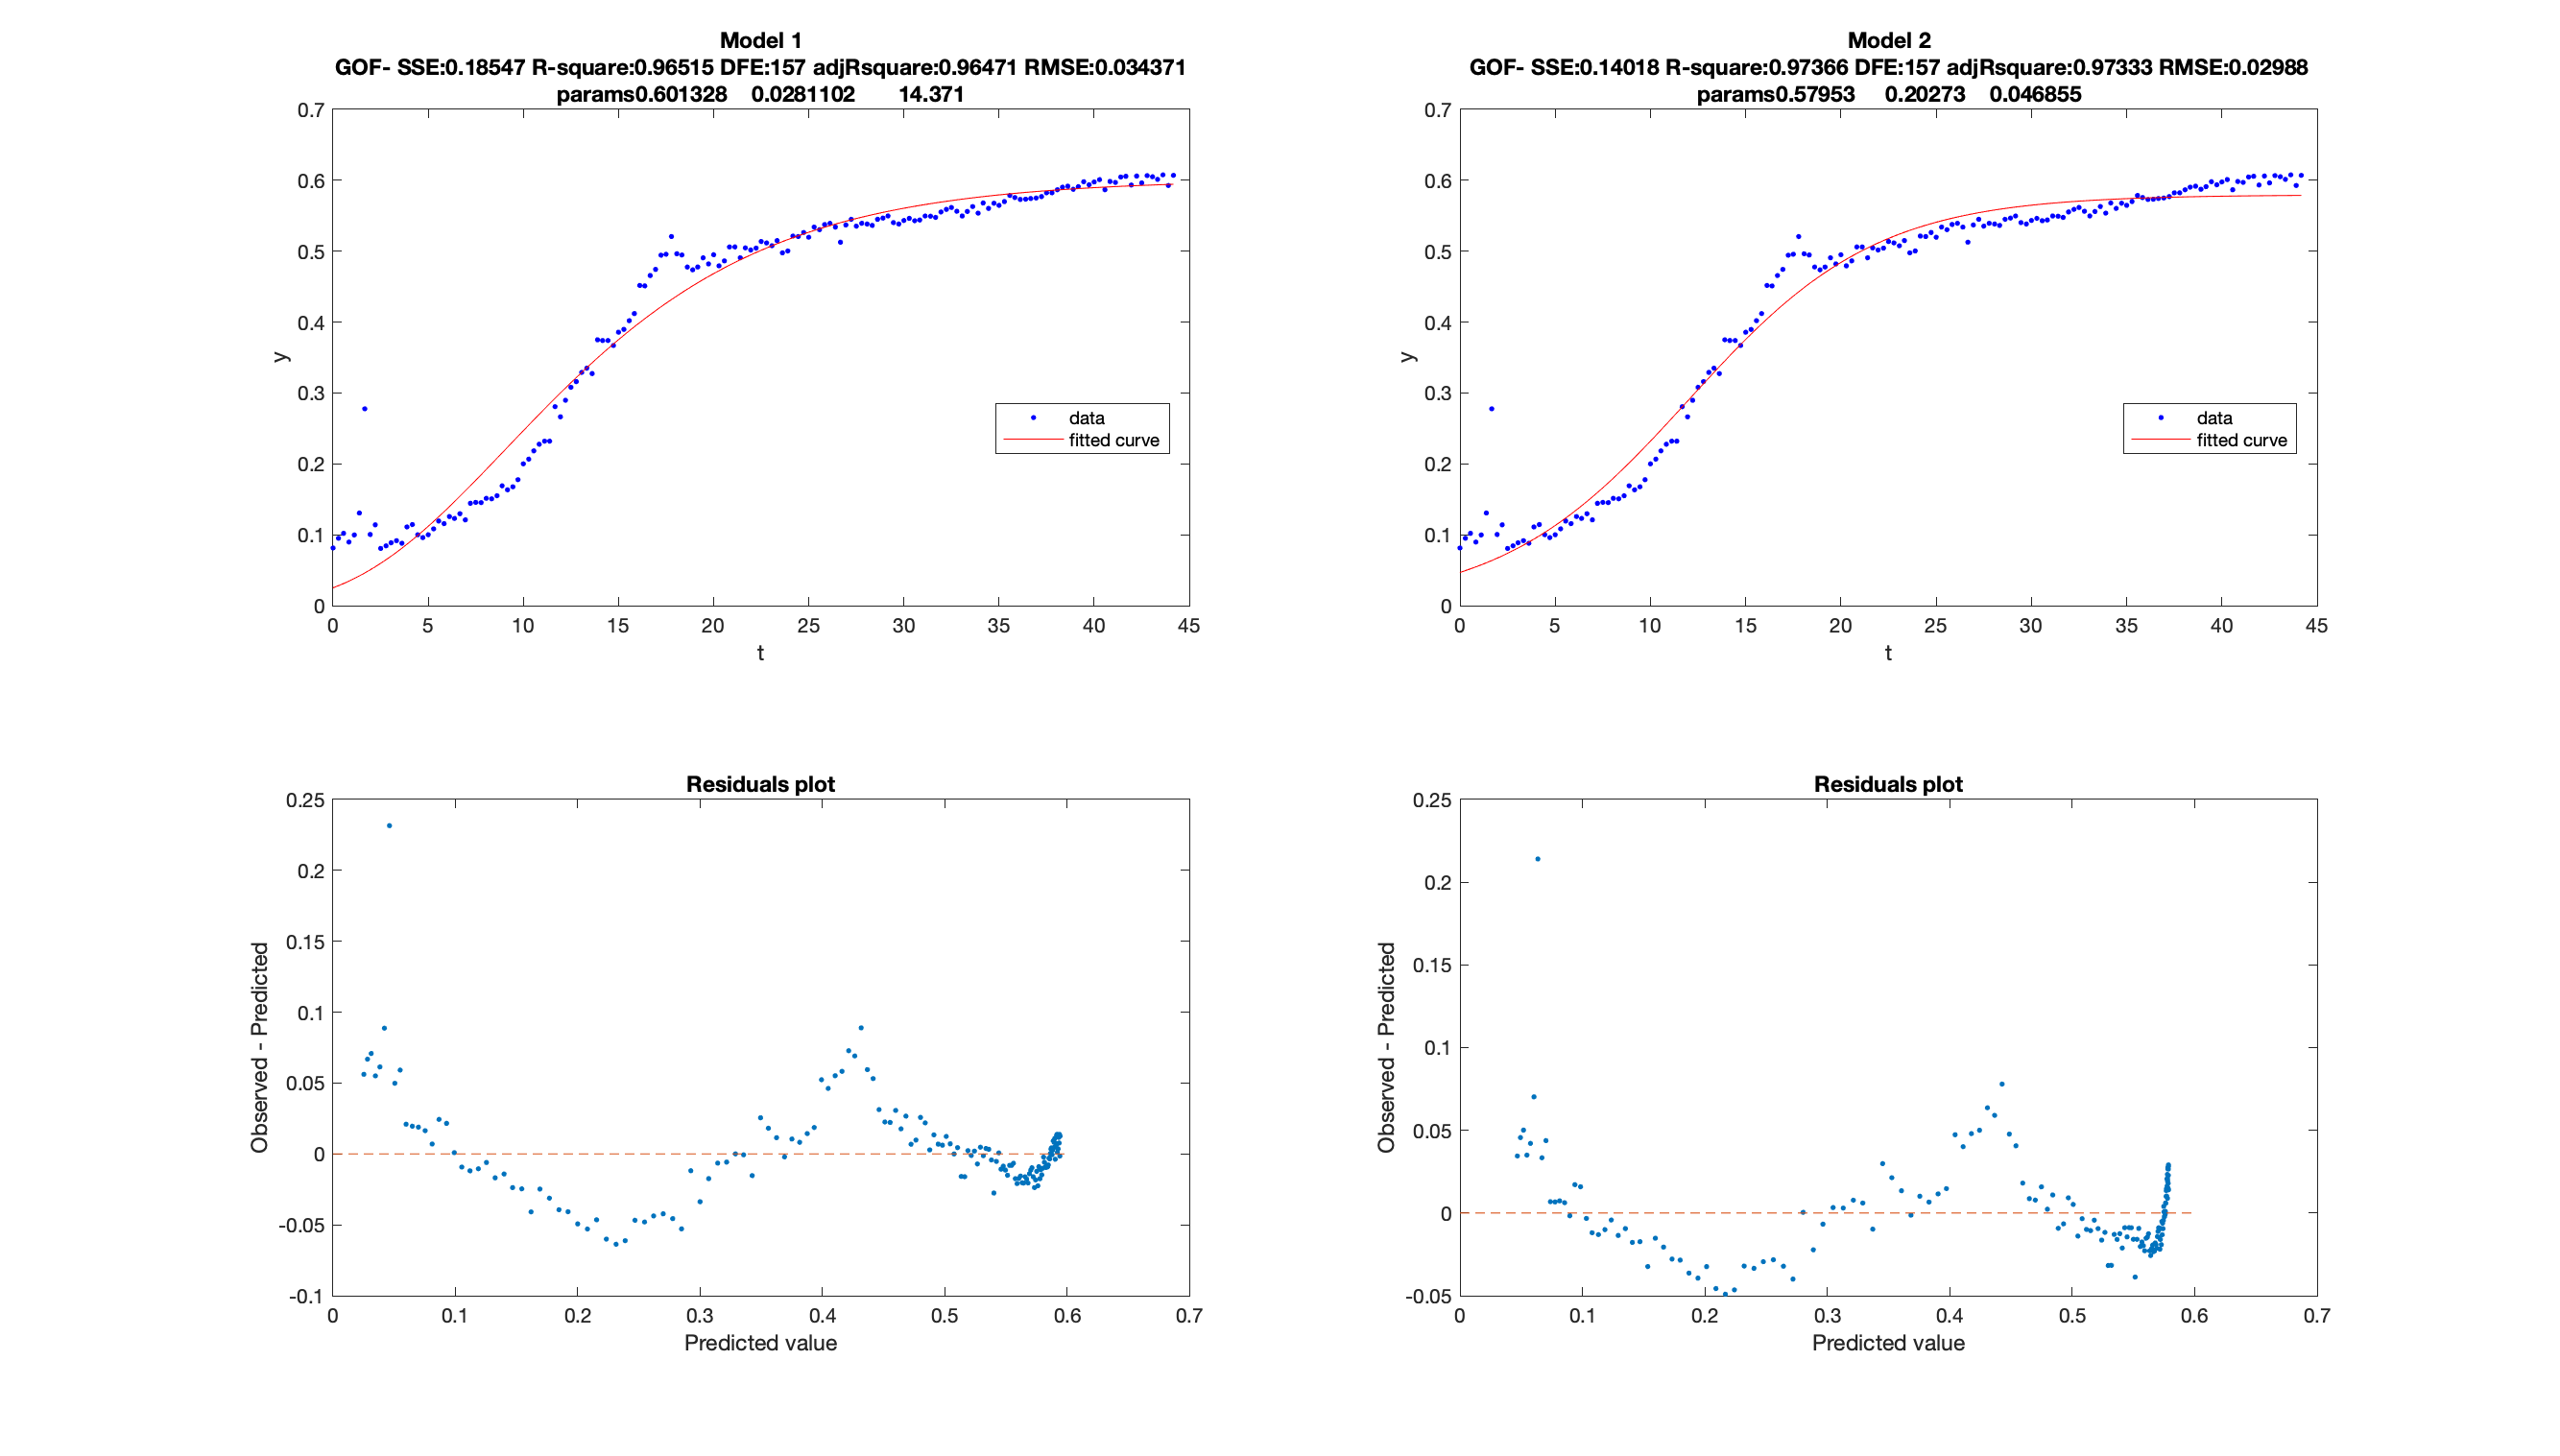 Model 1
GOF- SSE:0.18547 R-square:0.96515 DFE:157 adjRsquare:0.96471 RMSE:0.034371
params0.601328 0.0281102 14.371
0.7
0.6
0.5
0.4
0.3
0.2
0.1
0
y
data
fitted curve
0 5 10 15 20 25 30 35 40 45
t
Model 2
GOF- SSE:0.14018 R-square:0.97366 DFE:157 adjRsquare:0.97333 RMSE:0.02988
params0.57953 0.20273 0.046855
0.7
0.6
0.5
0.4
0.3
0.2
0.1
0
y
data
fitted curve
0 5 10 15 20 25 30 35 40 45
t
Residuals plot
0.25
0.2
0.15
0.1
0.05
0
-0.05
-0.1
Observed - Predicted
0 0.1 0.2 0.3 0.4 0.5 0.6 0.7
Predicted value
Residuals plot
0.25
0.2
0.15
0.1
0.05
0
-0.05
Observed - Predicted
0 0.1 0.2 0.3 0.4 0.5 0.6 0.7
Predicted value